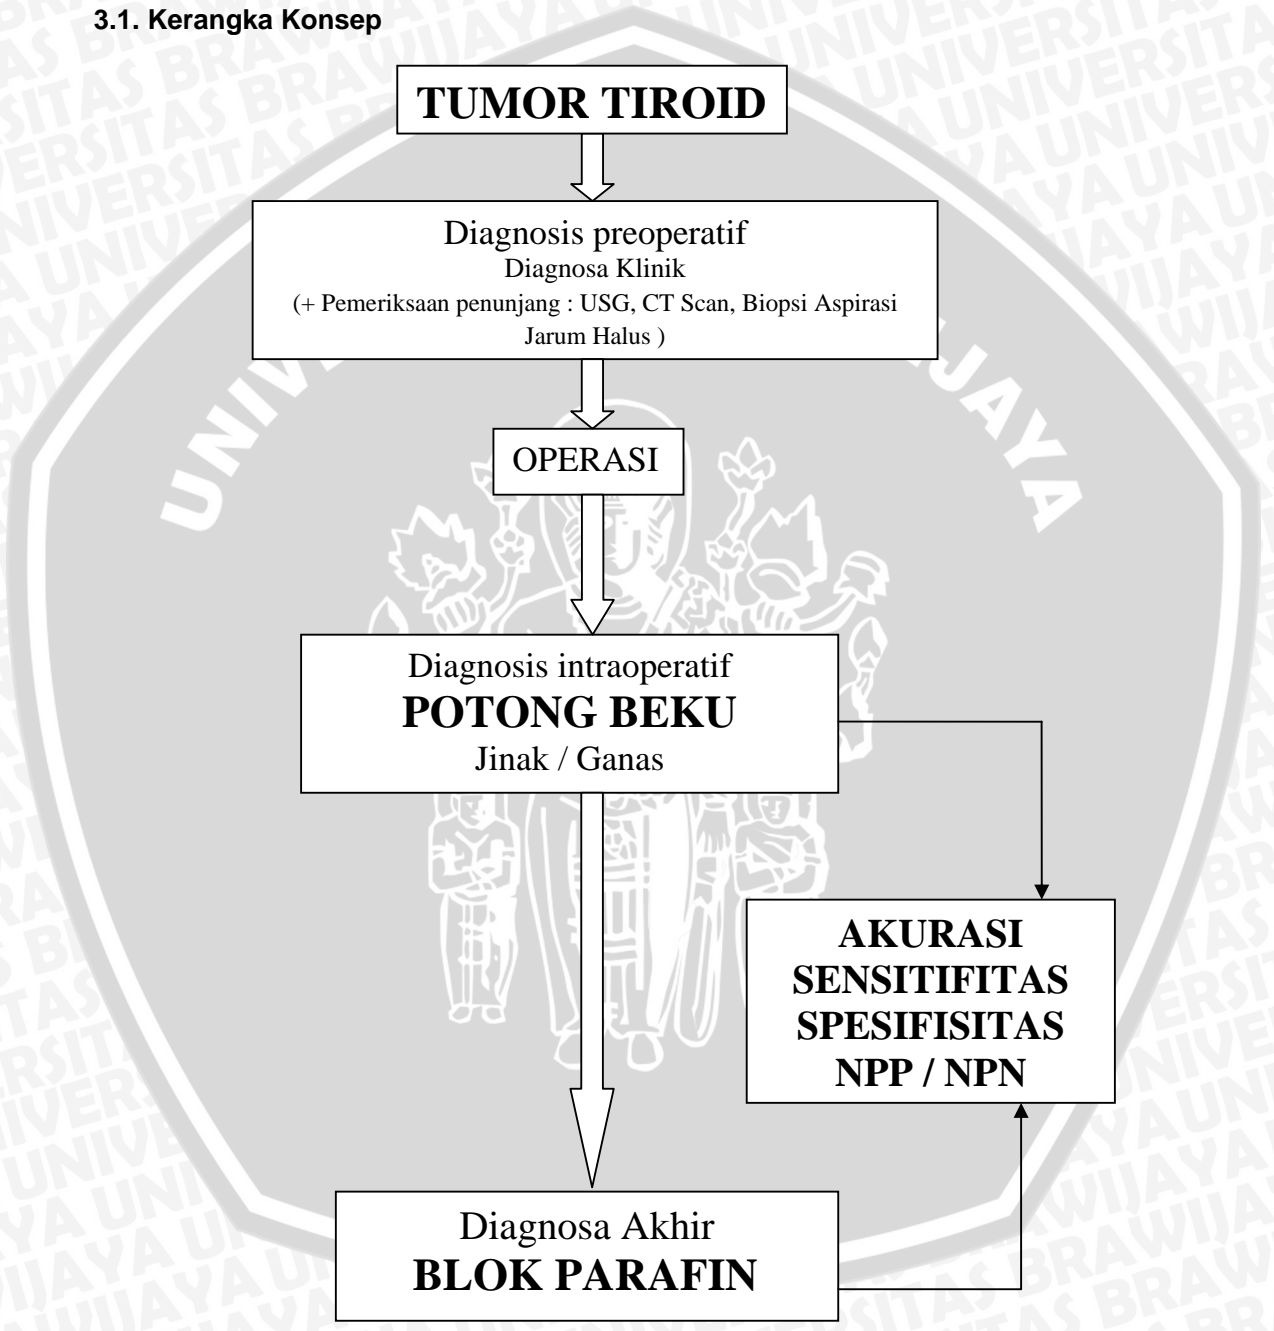 3.1. Kerangka Konsep
TUMOR TIROID
Diagnosis preoperatif
Diagnosa Klinik
(+ Pemeriksaan penunjang : USG, CT Scan, Biopsi Aspirasi
Jarum Halus )
OPERASI
Diagnosis intraoperatif
POTONG BEKU
Jinak / Ganas
AKURASI
SENSITIFITAS
SPESIFISITAS
NPP / NPN
Diagnosa Akhir
BLOK PARAFIN